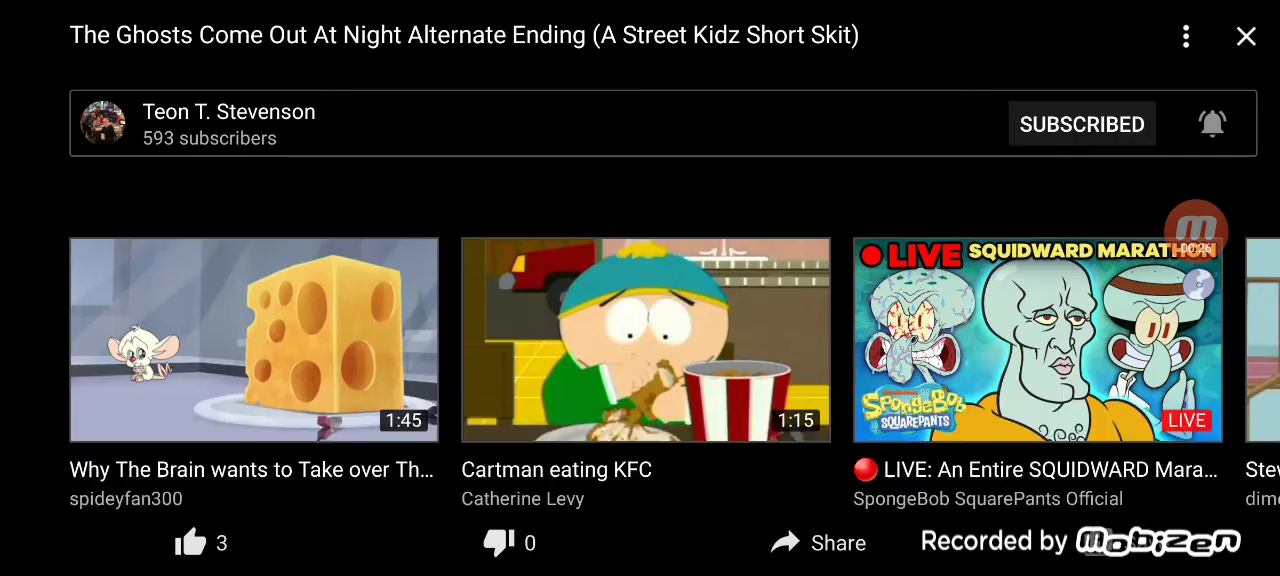 The Ghosts Come Out At Night Alternate Ending (A Street Kidz Short Skit)
Teon T. Stevenson
593 subscribers
SUBSCRIBED
00:26
LIVE SQUIDWARD MARATHON
SPONGEBOB
SQUAREPANTS
1:45
1:15
LIVE
Why The Brain wants to Take over Th...
Cartman eating KFC
LIVE: An Entire SQUIDWARD Mara...
Stev
spideyfan300
Catherine Levy
SpongeBob SquarePants Official
dime
3
0
Share
Recorded by mobizen